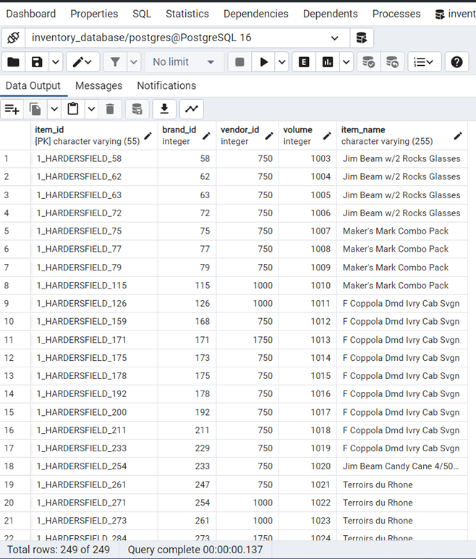 Dashboard Properties SQL Statistics Dependencies Dependents Processes inventory
inventory_database/postgres@PostgreSQL 16
No limit E
Data Output Messages Notifications
item_id brand_id vendor_id volume item_name
[PK] character varying (55) integer integer integer character varying (255)
1 1_HARDERSFIELD_58 58 750 1003 Jim Beam w/2 Rocks Glasses
2 1_HARDERSFIELD_62 62 750 1004 Jim Beam w/2 Rocks Glasses
3 1_HARDERSFIELD_63 63 750 1005 Jim Beam w/2 Rocks Glasses
4 1_HARDERSFIELD_72 72 750 1006 Jim Beam w/2 Rocks Glasses
5 1_HARDERSFIELD_75 75 750 1007 Maker's Mark Combo Pack
6 1_HARDERSFIELD_77 77 750 1008 Maker's Mark Combo Pack
7 1_HARDERSFIELD_79 79 750 1009 Maker's Mark Combo Pack
8 1_HARDERSFIELD_115 115 1000 1010 Maker's Mark Combo Pack
9 1_HARDERSFIELD_126 126 1000 1011 F Coppola Dmd Ivry Cab Svgn
10 1_HARDERSFIELD_159 168 750 1012 F Coppola Dmd Ivry Cab Svgn
11 1_HARDERSFIELD_171 171 1750 1013 F Coppola Dmd Ivry Cab Svgn
12 1_HARDERSFIELD_175 173 750 1014 F Coppola Dmd Ivry Cab Svgn
13 1_HARDERSFIELD_178 175 750 1015 F Coppola Dmd Ivry Cab Svgn
14 1_HARDERSFIELD_192 178 750 1016 F Coppola Dmd Ivry Cab Svgn
15 1_HARDERSFIELD_200 192 750 1017 F Coppola Dmd Ivry Cab Svgn
16 1_HARDERSFIELD_211 211 750 1018 F Coppola Dmd Ivry Cab Svgn
17 1_HARDERSFIELD_233 229 750 1019 F Coppola Dmd Ivry Cab Svgn
18 1_HARDERSFIELD_254 233 750 1020 Jim Beam Candy Cane 4/50...
19 1_HARDERSFIELD_261 247 750 1021 Terroirs du Rhone
20 1_HARDERSFIELD_271 254 1000 1022 Terroirs du Rhone
21 1_HARDERSFIELD_273 261 1000 1023 Terroirs du Rhone
22 1_HARDERSFIELD_284 273 1750 1024 Terroirs du Rhone
Total rows: 249 of 249 Query complete 00:00:00.137